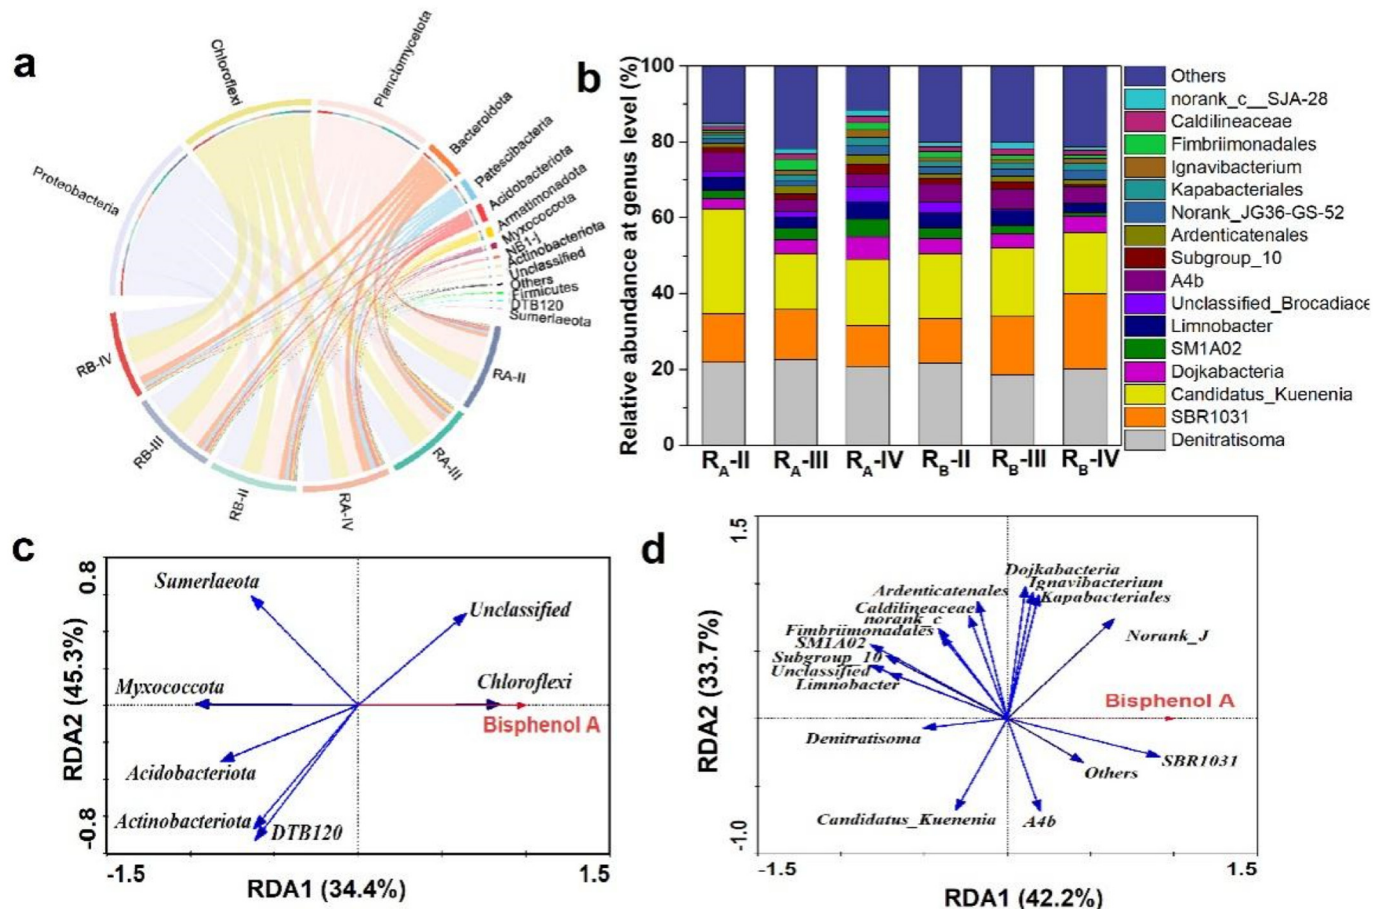 a
Proteobacteria
Chloroflexi
Planctomycetota
Bacteroidota
Patescibacteria
Acidobacteriota
Armatimonadota
Myxococcota
NB1-j
Actinobacteriota
Unclassified
Others
Firmicutes
DTB120
Sumerlaeota
RA-II
RA-III
RA-IV
RB-II
RB-III
RB-IV
b
Relative abundance at genus level (%)
100
80
60
40
20
0
R_A-II
R_A-III
R_A-IV
R_B-II
R_B-III
R_B-IV
Others
norank_c__SJA-28
Caldilineaceae
Fimbriimonadales
Ignavibacterium
Kapabacteriales
Norank_JG36-GS-52
Ardenticatenales
Subgroup_10
A4b
Unclassified_Brocadiace
Limnobacter
SM1A02
Dojkabacteria
Candidatus_Kuenenia
SBR1031
Denitratisoma
c
0.8
RDA2 (45.3%)
-0.8
Sumerlaeota
Unclassified
Myxococcota
Chloroflexi
Bisphenol A
Acidobacteriota
Actinobacteriota
DTB120
-1.5
1.5
RDA1 (34.4%)
d
1.5
RDA2 (33.7%)
-1.0
Dojkabacteria
Ignavibacterium
Ardenticatenales
Kapabacteriales
Caldilineaceae
norank_c
Fimbriimonadales
Norank_J
SM1A02
Subgroup_10
Unclassified
Limnobacter
Bisphenol A
Denitratisoma
SBR1031
Others
Candidatus_Kuenenia
A4b
-1.5
1.5
RDA1 (42.2%)